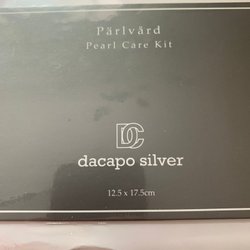 Pärlvård
Pearl Care Kit
DC
dacapo silver
12.5 x 17.5cm